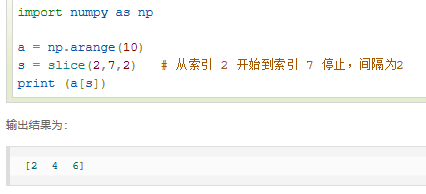 import numpy as np
a = np.arange(10)
s = slice(2,7,2)   # 从索引 2 开始到索引 7 停止，间隔为2
print (a[s])
输出结果为：
[2  4  6]